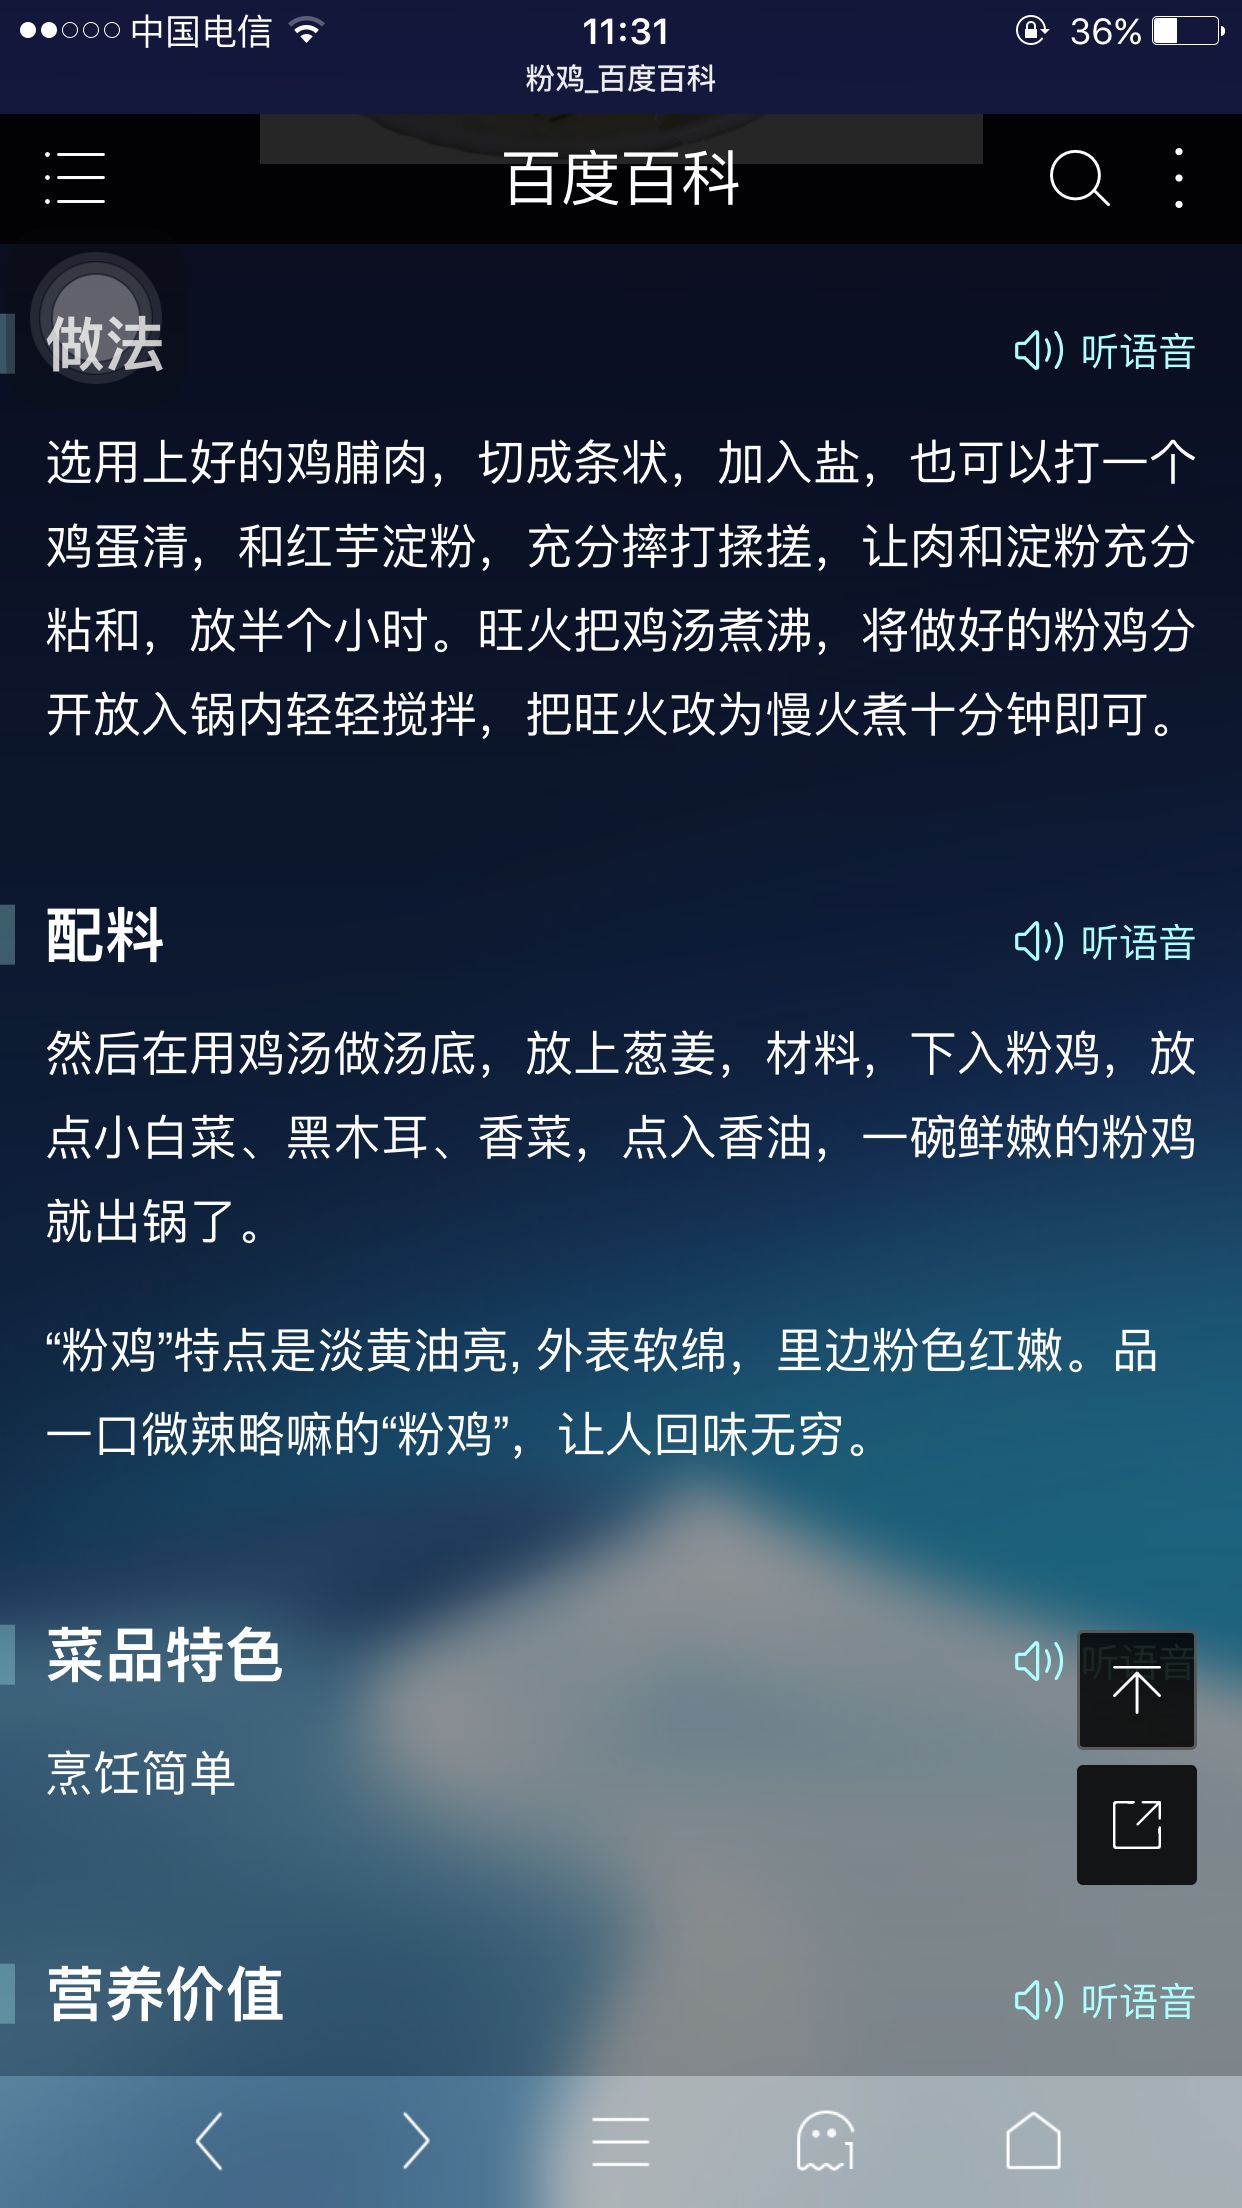 中国电信
11:31
36%
粉鸡_百度百科
百度百科
做法
听语音
选用上好的鸡脯肉，切成条状，加入盐，也可以打一个
鸡蛋清，和红芋淀粉，充分摔打揉搓，让肉和淀粉充分
粘和，放半个小时。旺火把鸡汤煮沸，将做好的粉鸡分
开放入锅内轻轻搅拌，把旺火改为慢火煮十分钟即可。
配料
听语音
然后在用鸡汤做汤底，放上葱姜，材料，下入粉鸡，放
点小白菜、黑木耳、香菜，点入香油，一碗鲜嫩的粉鸡
就出锅了。
“粉鸡”特点是淡黄油亮, 外表软绵，里边粉色红嫩。品
一口微辣略嘛的“粉鸡”，让人回味无穷。
菜品特色
听语音
烹饪简单
营养价值
听语音
1